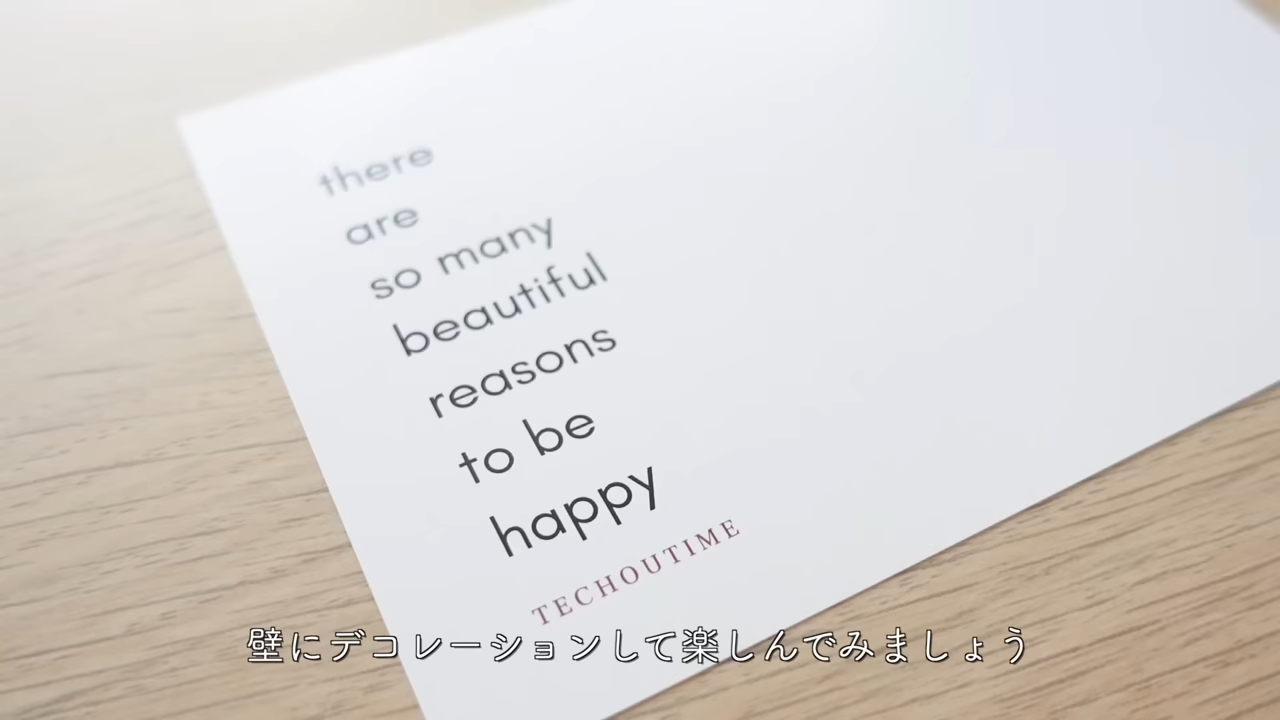 there
are
so many
beautiful
reasons
to be
happy
TECHOUTIME
壁にデコレーションして楽しんでみましょう